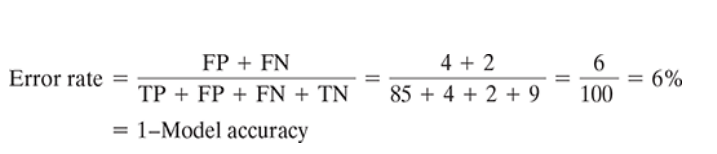 Error rate = (FP + FN) / (TP + FP + FN + TN) = (4 + 2) / (85 + 4 + 2 + 9) = 6 / 100 = 6%
= 1–Model accuracy